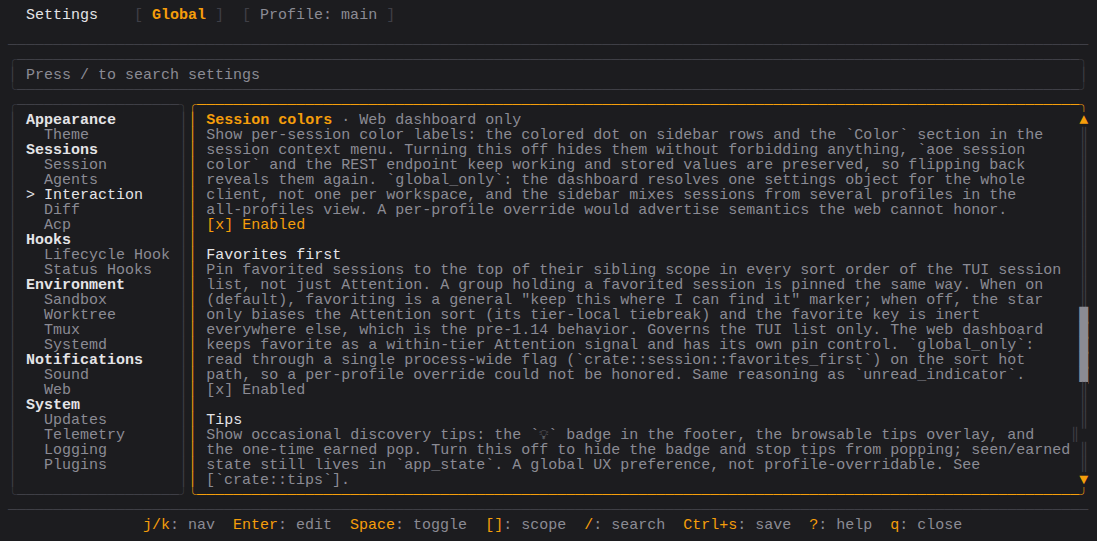 Settings [ Global ] [ Profile: main ]
Press / to search settings
Appearance
Theme
Sessions
Session
Agents
> Interaction
Diff
Acp
Hooks
Lifecycle Hook
Status Hooks
Environment
Sandbox
Worktree
Tmux
Systemd
Notifications
Sound
Web
System
Updates
Telemetry
Logging
Plugins
Session colors · Web dashboard only
Show per-session color labels: the colored dot on sidebar rows and the `Color` section in the
session context menu. Turning this off hides them without forbidding anything, `aoe session
color` and the REST endpoint keep working and stored values are preserved, so flipping back
reveals them again. `global_only`: the dashboard resolves one settings object for the whole
client, not one per workspace, and the sidebar mixes sessions from several profiles in the
all-profiles view. A per-profile override would advertise semantics the web cannot honor.
[x] Enabled
Favorites first
Pin favorited sessions to the top of their sibling scope in every sort order of the TUI session
list, not just Attention. A group holding a favorited session is pinned the same way. When on
(default), favoriting is a general "keep this where I can find it" marker; when off, the star
only biases the Attention sort (its tier-local tiebreak) and the favorite key is inert
everywhere else, which is the pre-1.14 behavior. Governs the TUI list only. The web dashboard
keeps favorite as a within-tier Attention signal and has its own pin control. `global_only`:
read through a single process-wide flag (`crate::session::favorites_first`) on the sort hot
path, so a per-profile override could not be honored. Same reasoning as `unread_indicator`.
[x] Enabled
Tips
Show occasional discovery tips: the `💡` badge in the footer, the browsable tips overlay, and
the one-time earned pop. Turn this off to hide the badge and stop tips from popping; seen/earned
state still lives in `app_state`. A global UX preference, not profile-overridable. See
[`crate::tips`].
j/k: nav Enter: edit Space: toggle []: scope /: search Ctrl+s: save ?: help q: close